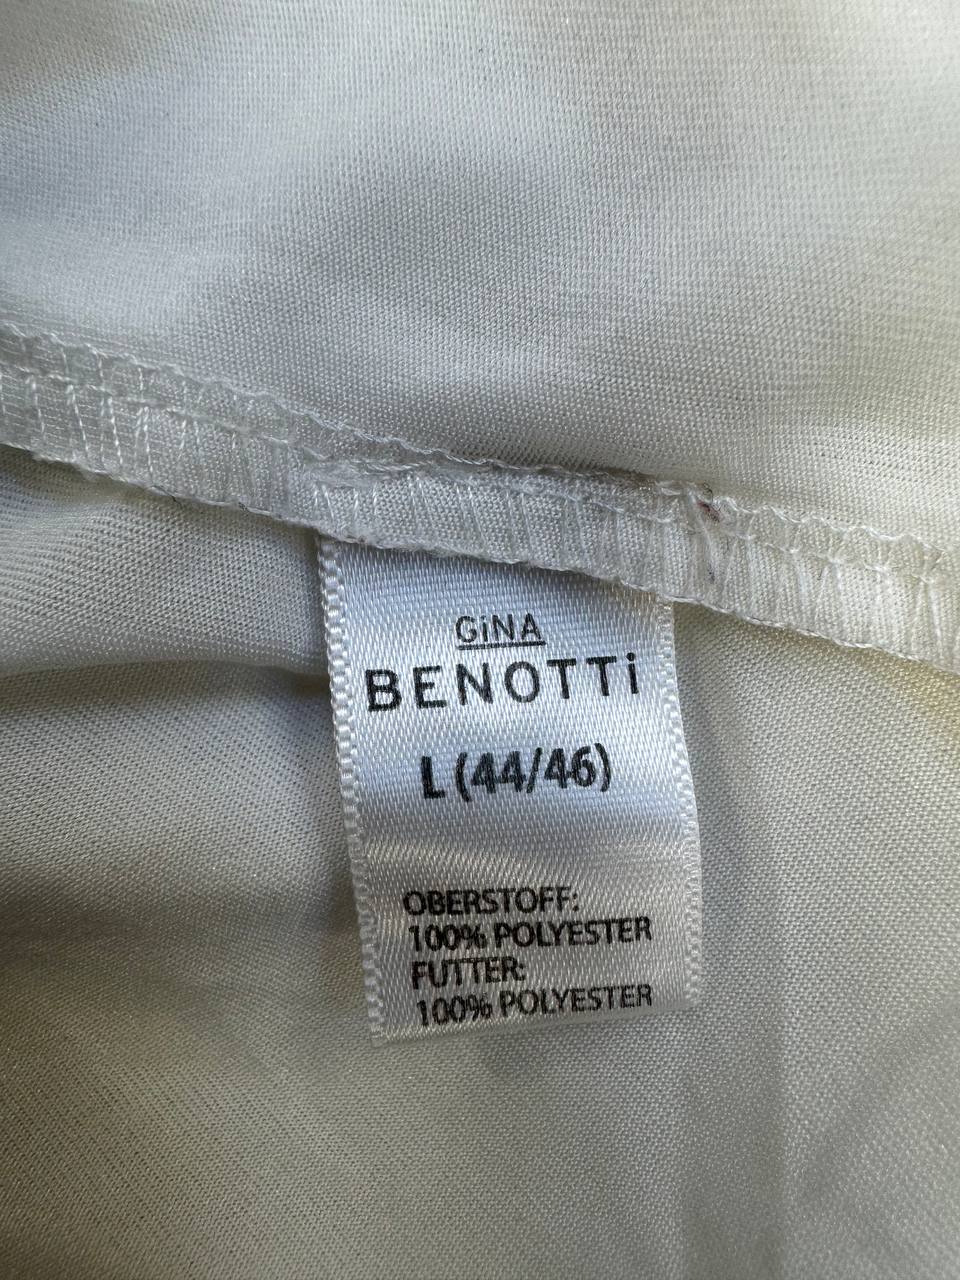 GiNA
BENOTTi
L (44/46)
OBERSTOFF:
100% POLYESTER
FUTTER:
100% POLYESTER